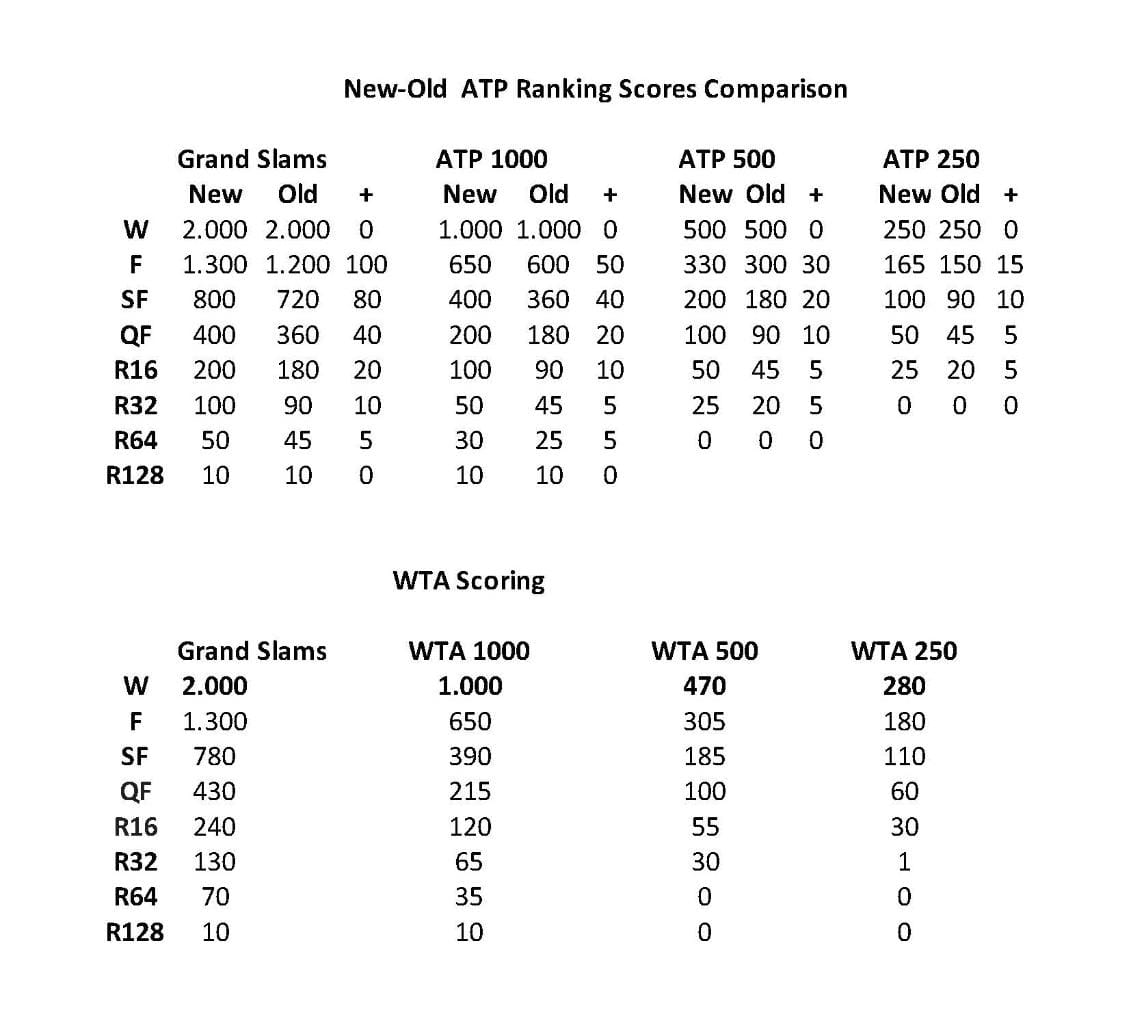 New-Old ATP Ranking Scores Comparison
Grand Slams ATP 1000 ATP 500 ATP 250
New Old + New Old + New Old + New Old +
W 2.000 2.000 0 1.000 1.000 0 500 500 0 250 250 0
F 1.300 1.200 100 650 600 50 330 300 30 165 150 15
SF 800 720 80 400 360 40 200 180 20 100 90 10
QF 400 360 40 200 180 20 100 90 10 50 45 5
R16 200 180 20 100 90 10 50 45 5 25 20 5
R32 100 90 10 50 45 5 25 20 5 0 0 0
R64 50 45 5 30 25 5 0 0 0
R128 10 10 0 10 10 0
WTA Scoring
Grand Slams WTA 1000 WTA 500 WTA 250
W 2.000 1.000 470 280
F 1.300 650 305 180
SF 780 390 185 110
QF 430 215 100 60
R16 240 120 55 30
R32 130 65 30 1
R64 70 35 0 0
R128 10 10 0 0